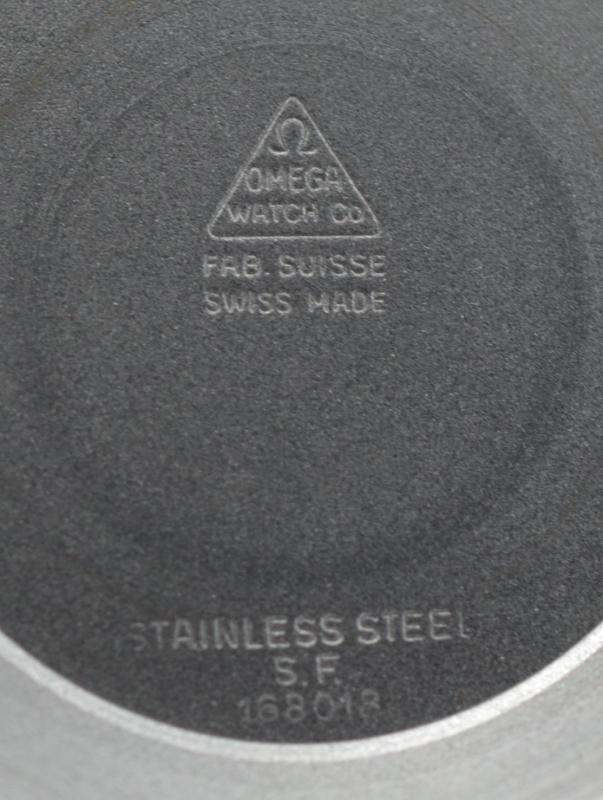 Ω
OMEGA
WATCH Co
FAB. SUISSE
SWISS MADE
STAINLESS STEEL
S.F.
168018